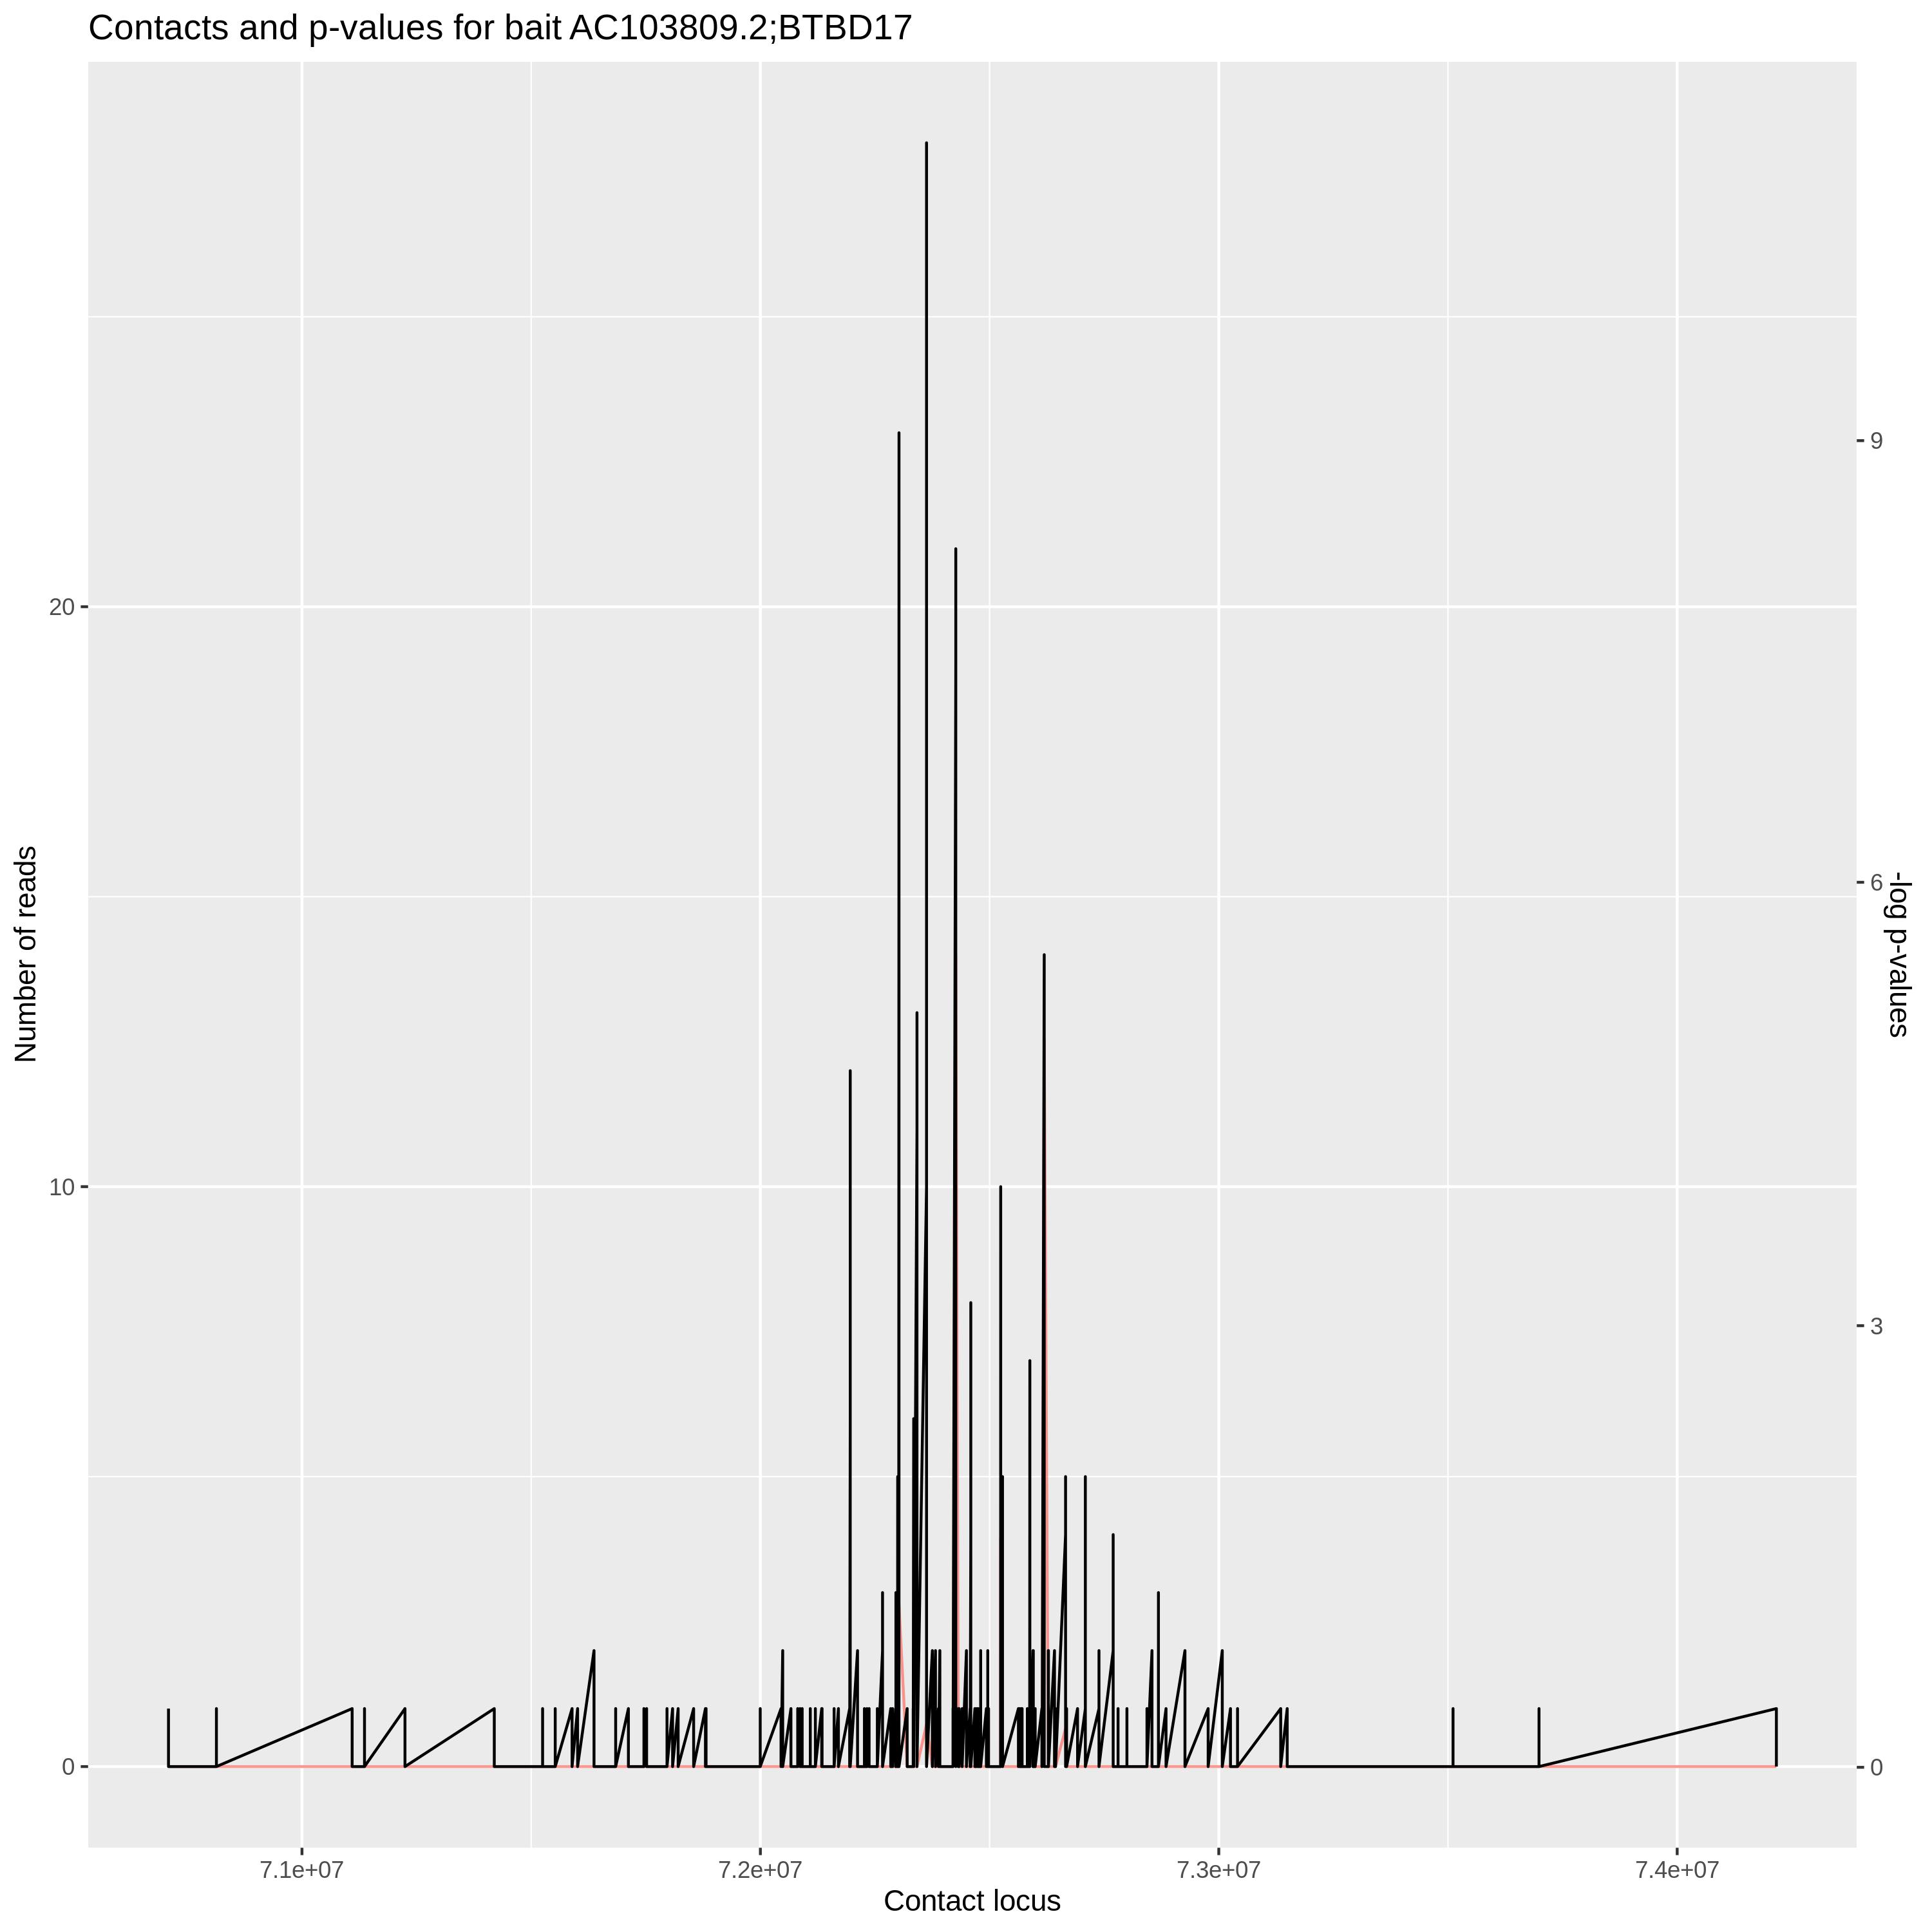 Contacts and p-values for bait AC103809.2;BTBD17
Number of reads
20
10
0
9
6
3
0
-log p-values
7.1e+07
7.2e+07
7.3e+07
7.4e+07
Contact locus